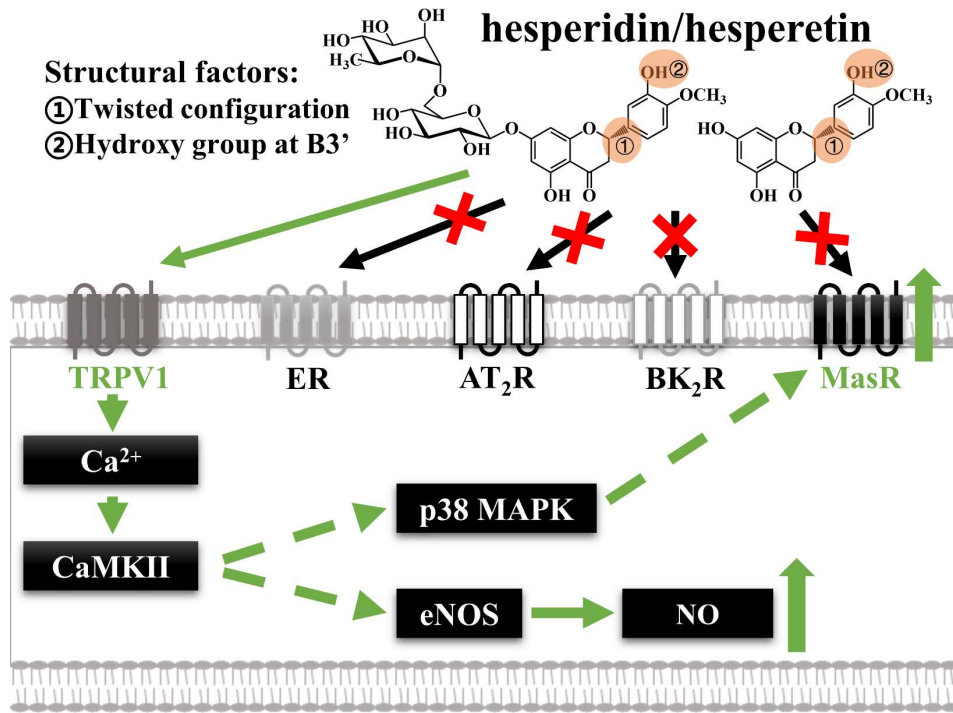 hesperidin/hesperetin
Structural factors:
①Twisted configuration
②Hydroxy group at B3’
HO
OH
HO
O
H₃C
O
HO
O
HO
O
OH
O
O
OH
O
①
OH②
OCH₃
HO
O
OH
O
①
OH②
OCH₃
TRPV1
ER
AT₂R
BK₂R
MasR
Ca²⁺
p38 MAPK
CaMKII
eNOS
NO